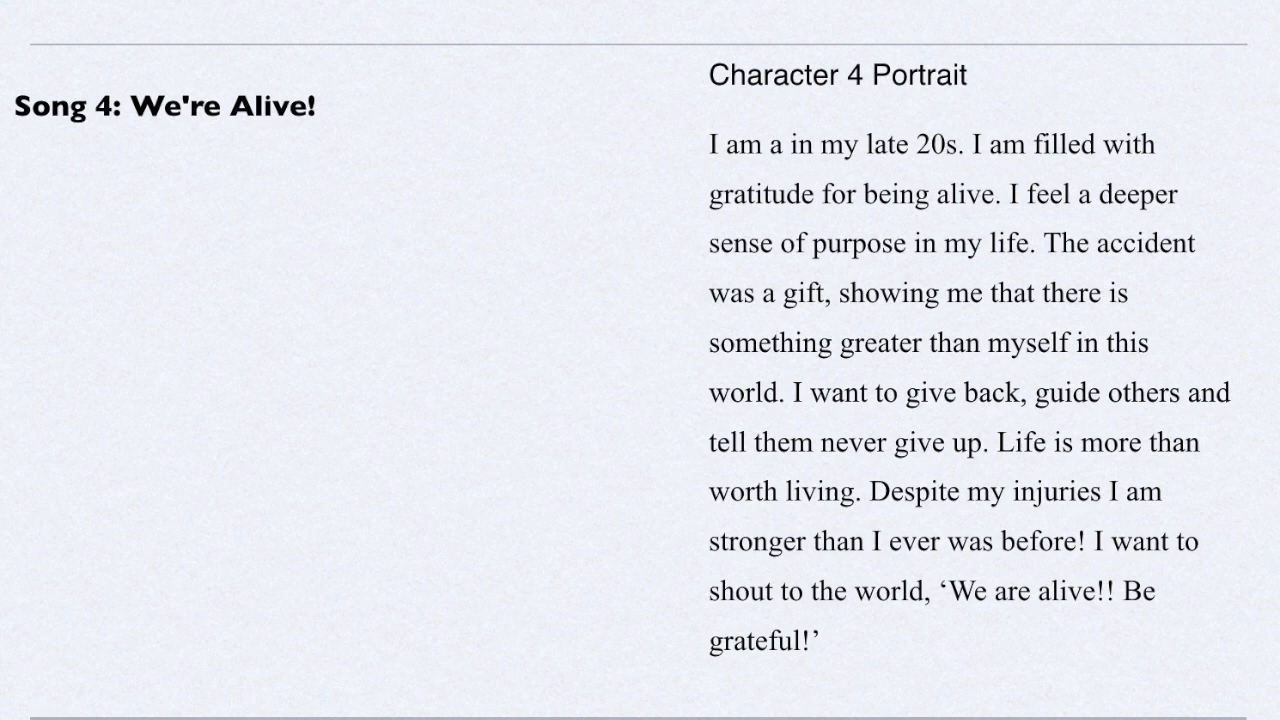 Song 4: We're Alive!
Character 4 Portrait
I am a in my late 20s. I am filled with
gratitude for being alive. I feel a deeper
sense of purpose in my life. The accident
was a gift, showing me that there is
something greater than myself in this
world. I want to give back, guide others and
tell them never give up. Life is more than
worth living. Despite my injuries I am
stronger than I ever was before! I want to
shout to the world, ‘We are alive!! Be
grateful!’